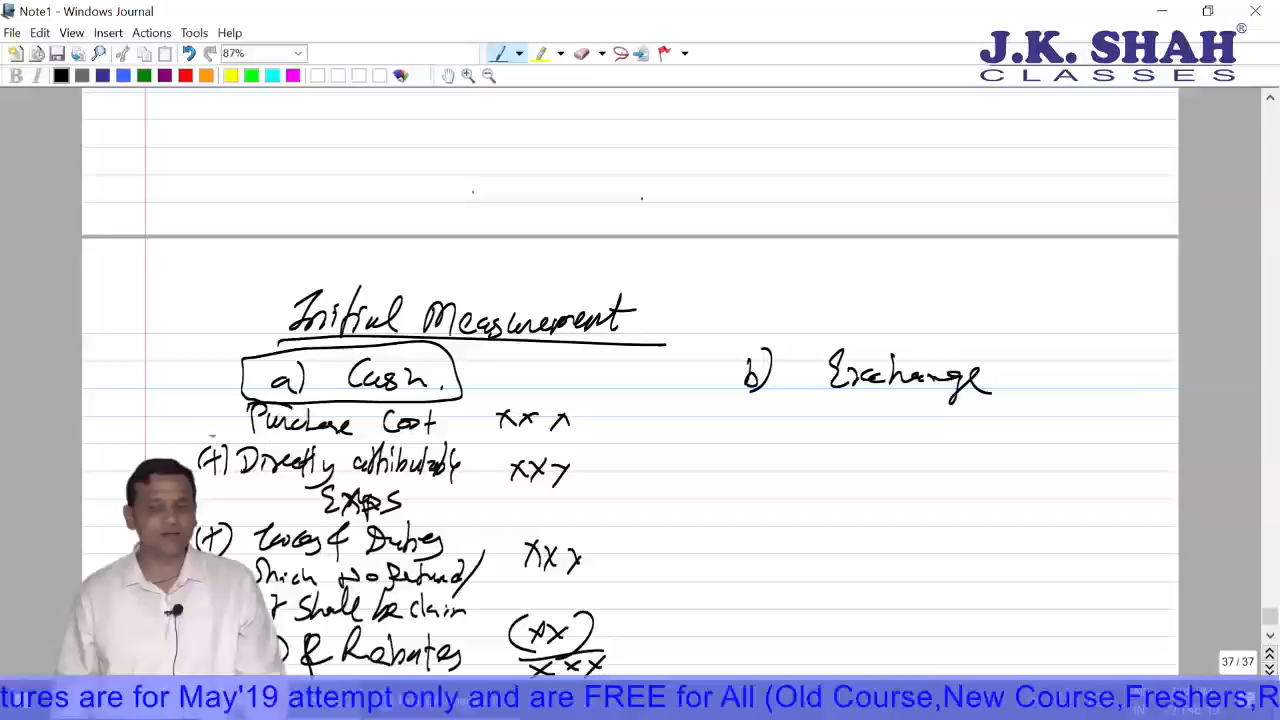 Note1 - Windows Journal
File Edit View Insert Actions Tools Help
87%
J.K. SHAH®
CLASSES
Initial Measurement
a) Cash.
b) Exchange
Purchase Cost xxx
(+) Directly attributable xxx
Exps
(+) Taxes & Duties xxx
which No Refund/
shall be claim
& Rebates (xx)
xxx
37 / 37
tures are for May'19 attempt only and are FREE for All (Old Course,New Course,Freshers,R